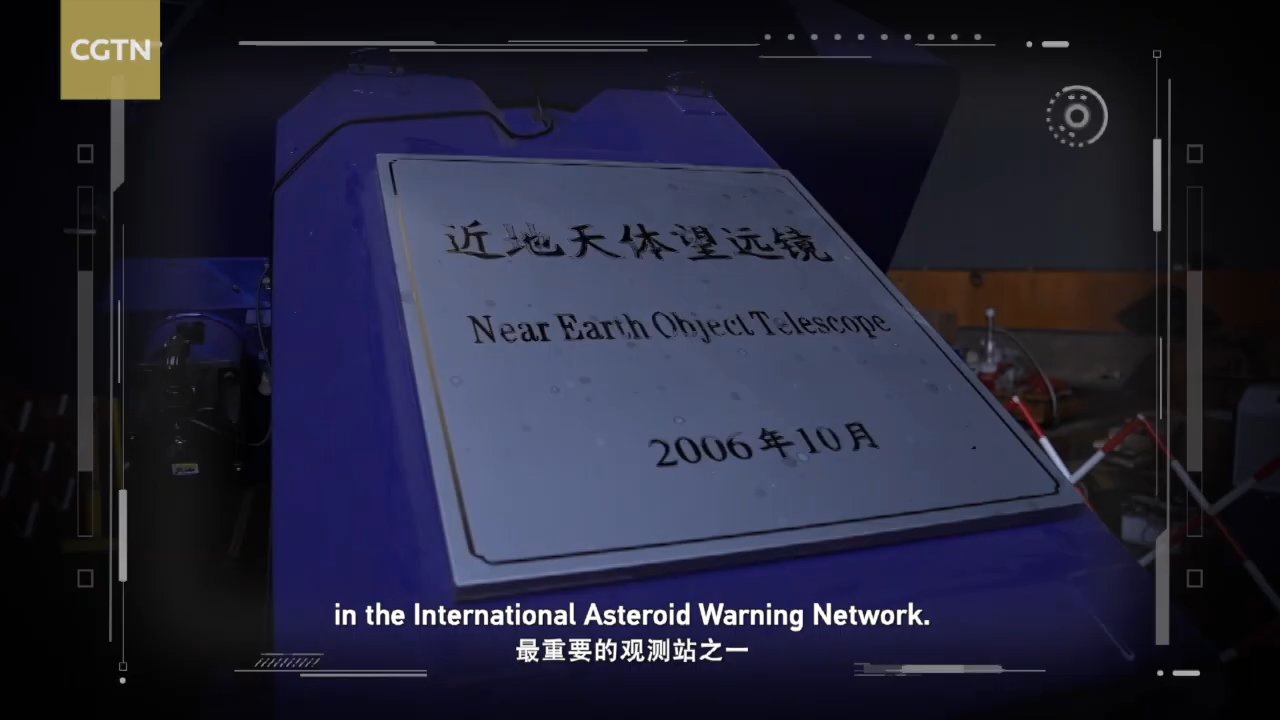 CGTN
近地天体望远镜
Near Earth Object Telescope
2006年10月
in the International Asteroid Warning Network.
最重要的观测站之一